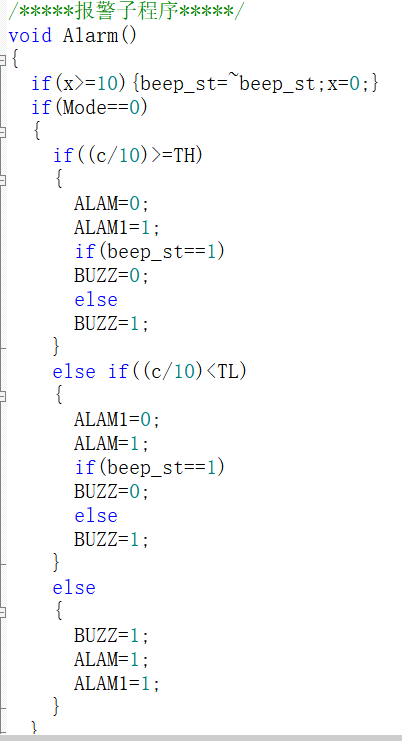 /*****报警子程序*****/
void Alarm()
{
if(x>=10){beep_st=~beep_st;x=0;}
if(Mode==0)
{
if((c/10)>=TH)
{
ALAM=0;
ALAM1=1;
if(beep_st==1)
BUZZ=0;
else
BUZZ=1;
}
else if((c/10)<TL)
{
ALAM1=0;
ALAM=1;
if(beep_st==1)
BUZZ=0;
else
BUZZ=1;
}
else
{
BUZZ=1;
ALAM=1;
ALAM1=1;
}
}